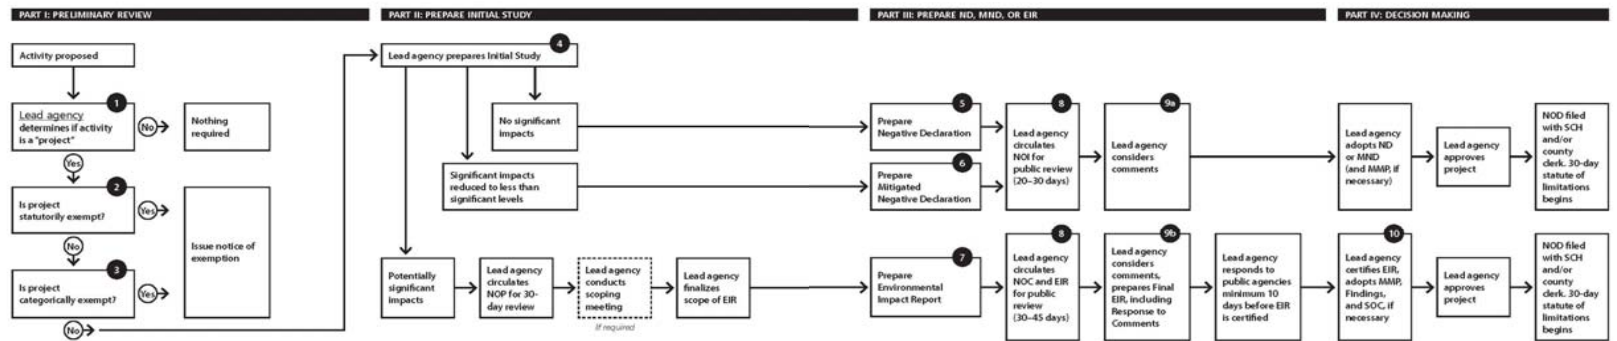 PART I: PRELIMINARY REVIEW
Activity proposed
1
Lead agency
determines if activity
is a "project"
No
Nothing
required
Yes
2
Is project
statutorily exempt?
Yes
No
3
Is project
categorically exempt?
Yes
Issue notice of
exemption
No
PART II: PREPARE INITIAL STUDY
4
Lead agency prepares Initial Study
No significant
impacts
Significant impacts
reduced to less than
significant levels
Potentially
significant
impacts
Lead agency
circulates
NOP for 30-
day review
Lead agency
conducts
scoping
meeting
If required
Lead agency
finalizes
scope of EIR
PART III: PREPARE ND, MND, OR EIR
5
Prepare
Negative Declaration
6
Prepare
Mitigated
Negative Declaration
8
Lead agency
circulates
NOI for
public review
(20–30 days)
9a
Lead agency
considers
comments
7
Prepare
Environmental
Impact Report
8
Lead agency
circulates
NOC and EIR
for public
review
(30–45 days)
9b
Lead agency
considers
comments,
prepares Final
EIR, including
Response to
Comments
Lead agency
responds to
public agencies
minimum 10
days before EIR
is certified
PART IV: DECISION MAKING
Lead agency
adopts ND
or MND
(and MMP, if
necessary)
Lead agency
approves
project
NOD filed
with SCH
and/or
county
clerk. 30-day
statute of
limitations
begins
10
Lead agency
certifies EIR,
adopts MMP,
Findings,
and SOC, if
necessary
Lead agency
approves
project
NOD filed
with SCH
and/or
county
clerk. 30-day
statute of
limitations
begins